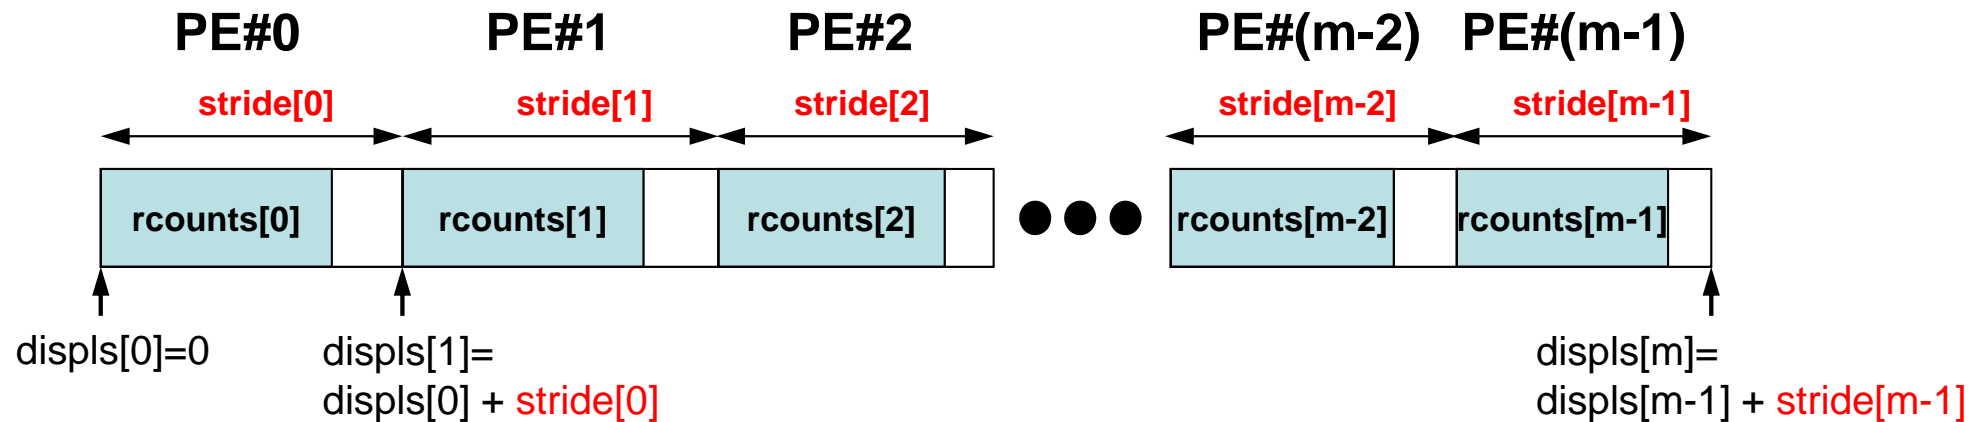 PE#0 PE#1 PE#2 PE#(m-2) PE#(m-1)
stride[0] stride[1] stride[2] stride[m-2] stride[m-1]
rcounts[0] rcounts[1] rcounts[2] rcounts[m-2] rcounts[m-1]
displs[0]=0 displs[1]= displs[m]=
displs[0] + stride[0] displs[m-1] + stride[m-1]